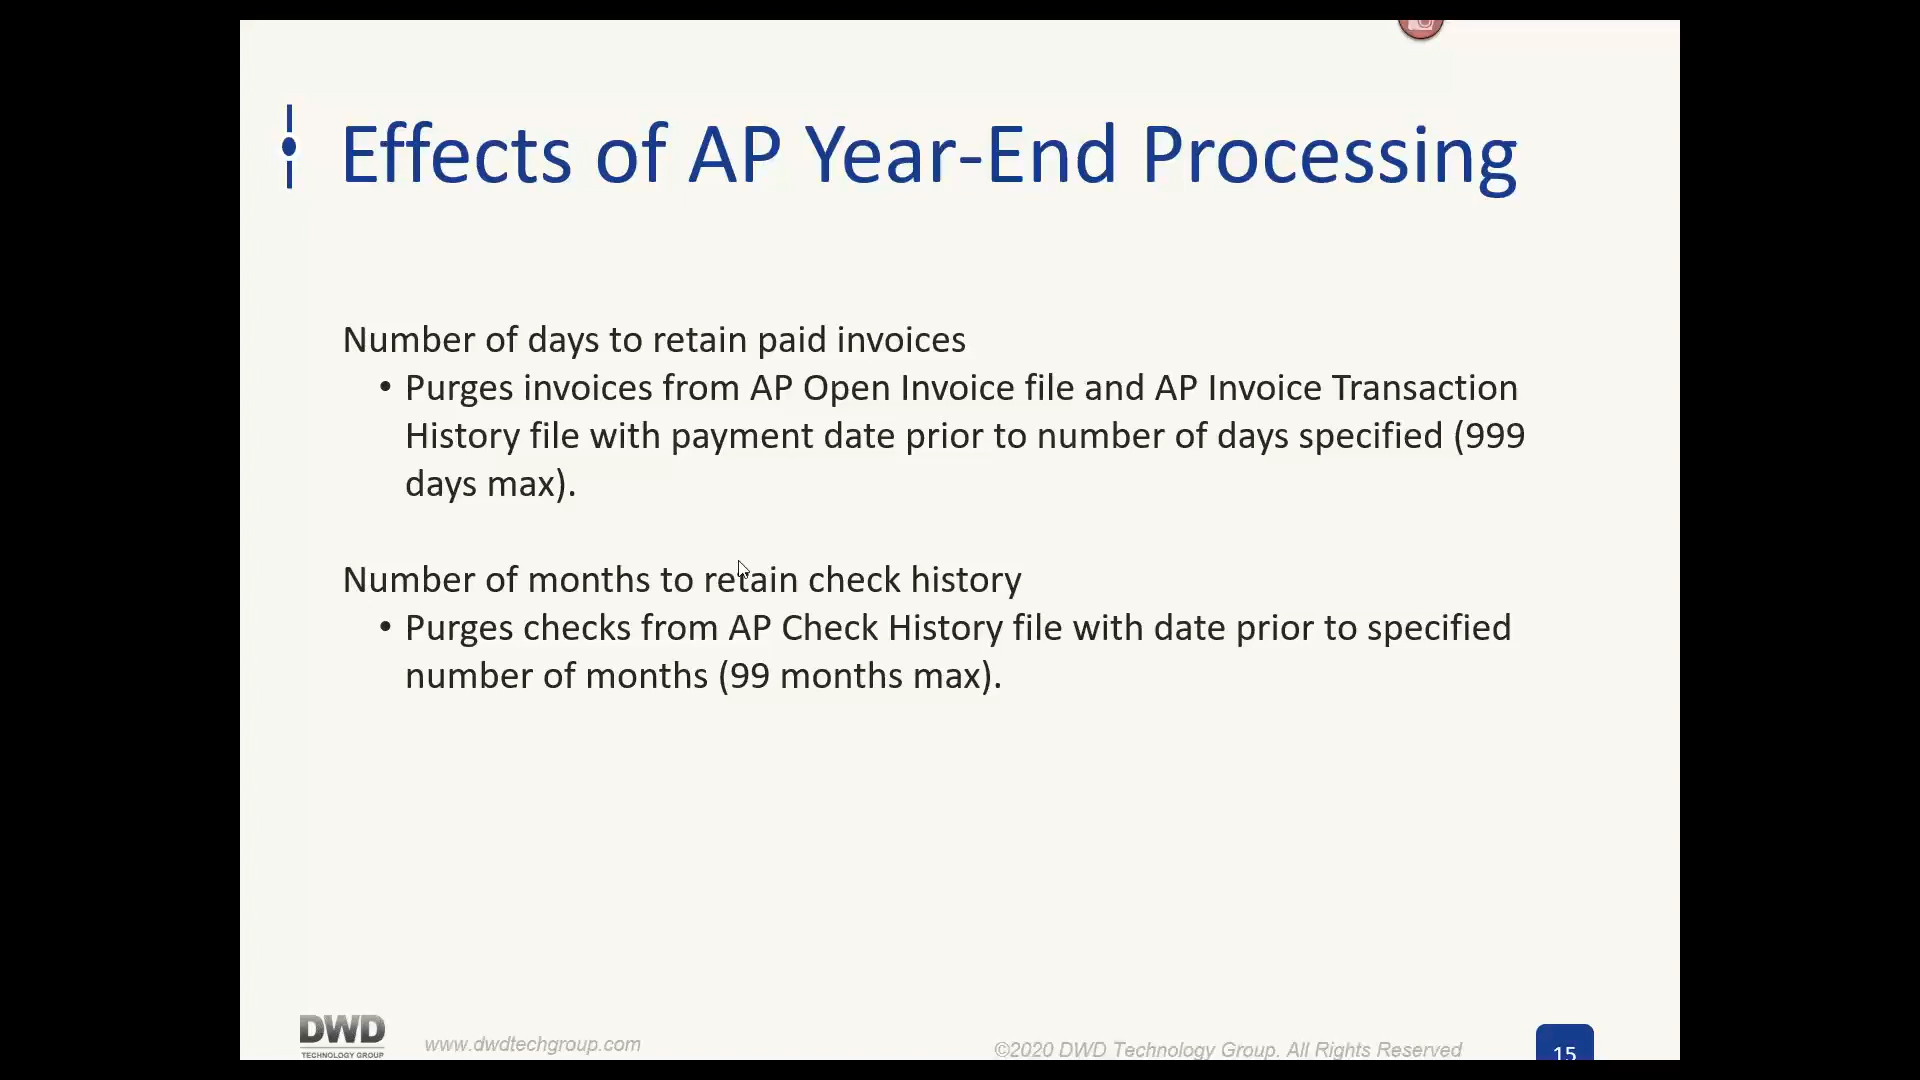 Effects of AP Year-End Processing
Number of days to retain paid invoices
• Purges invoices from AP Open Invoice file and AP Invoice Transaction
History file with payment date prior to number of days specified (999
days max).
Number of months to retain check history
• Purges checks from AP Check History file with date prior to specified
number of months (99 months max).
DWD
TECHNOLOGY GROUP
www.dwdtechgroup.com
©2020 DWD Technology Group. All Rights Reserved
15